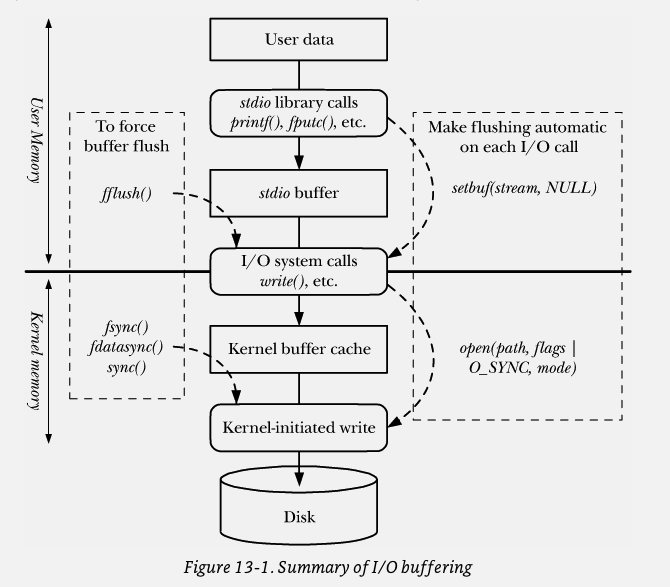 User data
User Memory
stdio library calls
printf(), fputc(), etc.
To force
buffer flush
Make flushing automatic
on each I/O call
fflush()
stdio buffer
setbuf(stream, NULL)
I/O system calls
write(), etc.
Kernel memory
fsync()
fdatasync()
sync()
Kernel buffer cache
open(path, flags |
O_SYNC, mode)
Kernel-initiated write
Disk
Figure 13-1. Summary of I/O buffering